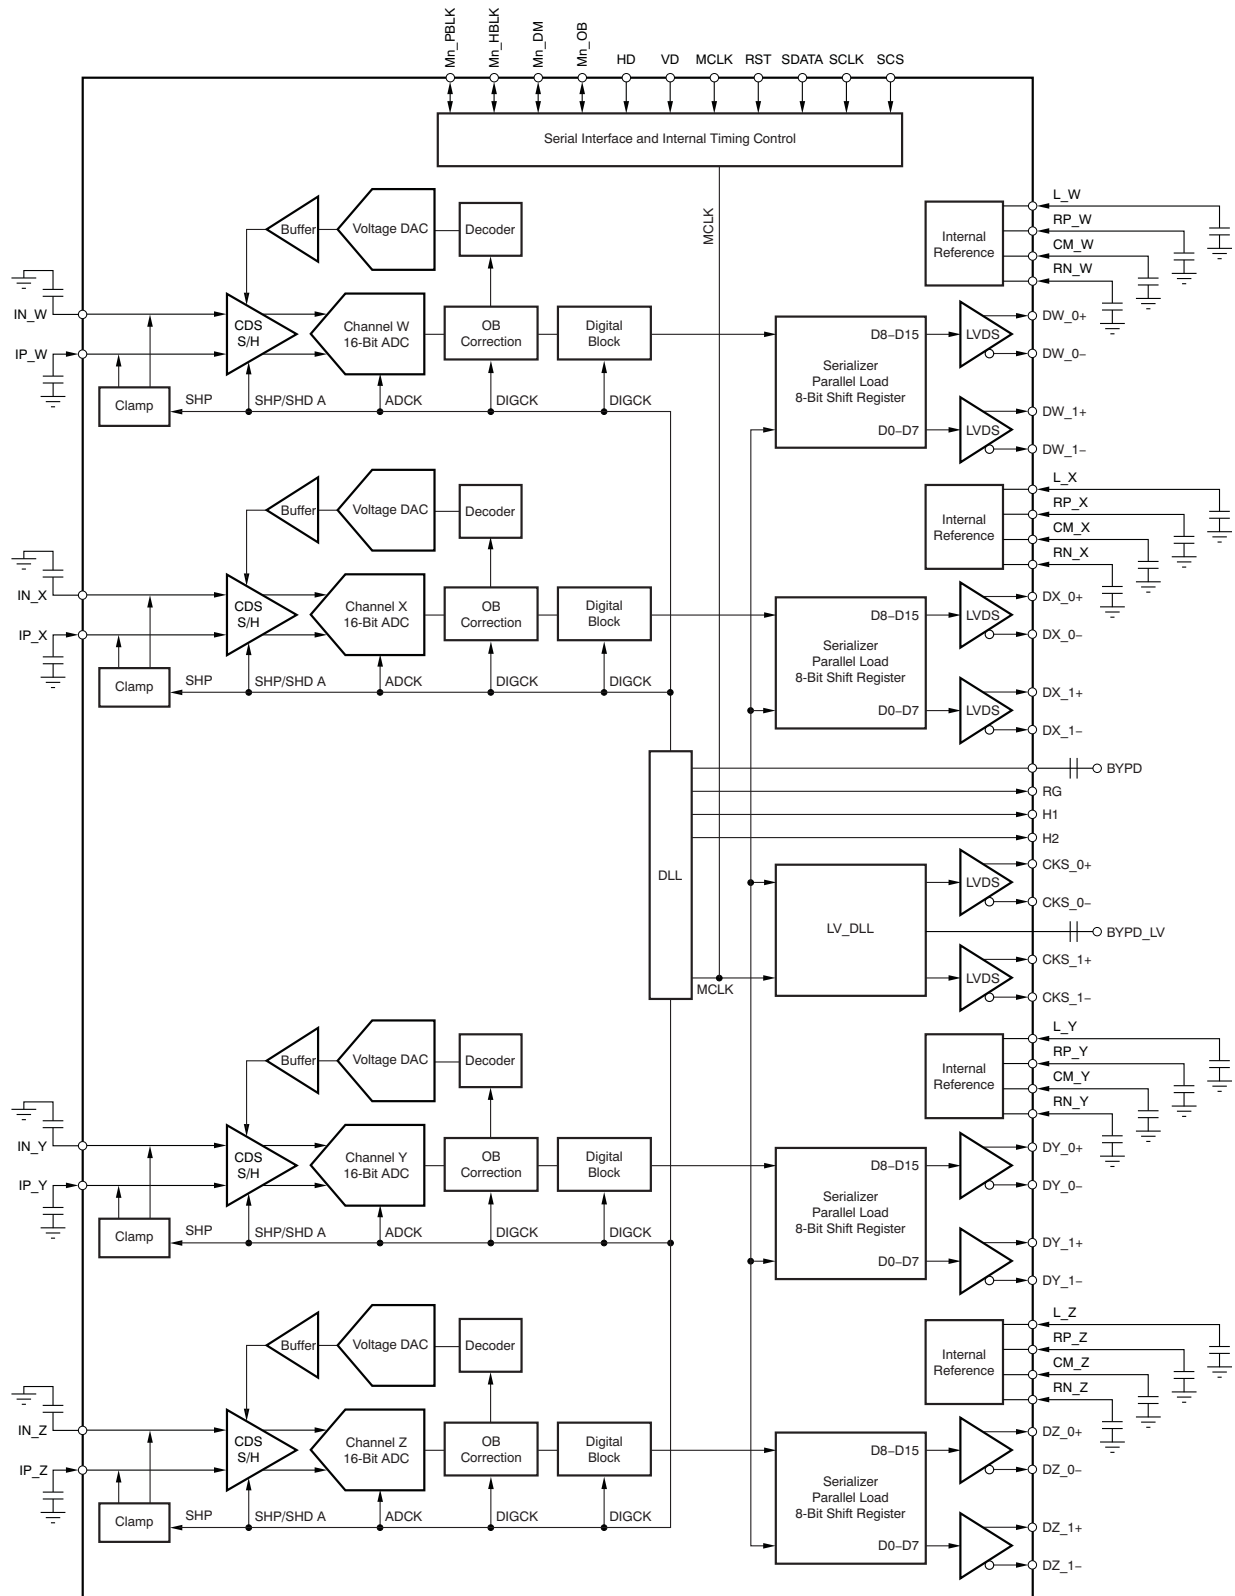 Mn_PBLK
Mn_HBLK
Mn_DM
Mn_OB
HD
VD
MCLK
RST
SDATA
SCLK
SCS
Serial Interface and Internal Timing Control
MCLK
Buffer
Voltage DAC
Decoder
IN_W
IP_W
CDS
S/H
Channel W
16-Bit ADC
OB
Correction
Digital
Block
Clamp
SHP
SHP/SHD A
ADCK
DIGCK
DIGCK
D8–D15
Serializer
Parallel Load
8-Bit Shift Register
D0–D7
Internal
Reference
L_W
RP_W
CM_W
RN_W
LVDS
DW_0+
DW_0–
LVDS
DW_1+
DW_1–
Buffer
Voltage DAC
Decoder
IN_X
IP_X
CDS
S/H
Channel X
16-Bit ADC
OB
Correction
Digital
Block
Clamp
SHP
SHP/SHD A
ADCK
DIGCK
DIGCK
D8–D15
Serializer
Parallel Load
8-Bit Shift Register
D0–D7
Internal
Reference
L_X
RP_X
CM_X
RN_X
LVDS
DX_0+
DX_0–
LVDS
DX_1+
DX_1–
DLL
BYPD
RG
H1
H2
LV_DLL
LVDS
CKS_0+
CKS_0–
BYPD_LV
LVDS
CKS_1+
CKS_1–
MCLK
Buffer
Voltage DAC
Decoder
IN_Y
IP_Y
CDS
S/H
Channel Y
16-Bit ADC
OB
Correction
Digital
Block
Clamp
SHP
SHP/SHD A
ADCK
DIGCK
DIGCK
D8–D15
Serializer
Parallel Load
8-Bit Shift Register
D0–D7
Internal
Reference
L_Y
RP_Y
CM_Y
RN_Y
DY_0+
DY_0–
DY_1+
DY_1–
Buffer
Voltage DAC
Decoder
IN_Z
IP_Z
CDS
S/H
Channel Z
16-Bit ADC
OB
Correction
Digital
Block
Clamp
SHP
SHP/SHD A
ADCK
DIGCK
DIGCK
D8–D15
Serializer
Parallel Load
8-Bit Shift Register
D0–D7
Internal
Reference
L_Z
RP_Z
CM_Z
RN_Z
DZ_0+
DZ_0–
DZ_1+
DZ_1–